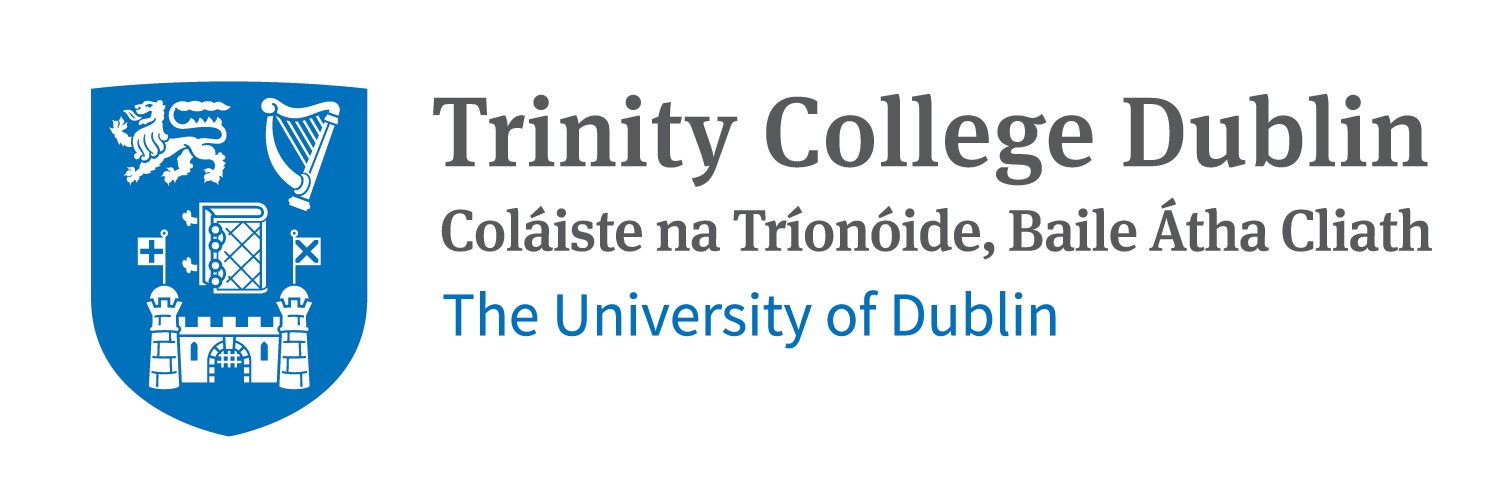 Trinity College Dublin
Coláiste na Tríonóide, Baile Átha Cliath
The University of Dublin